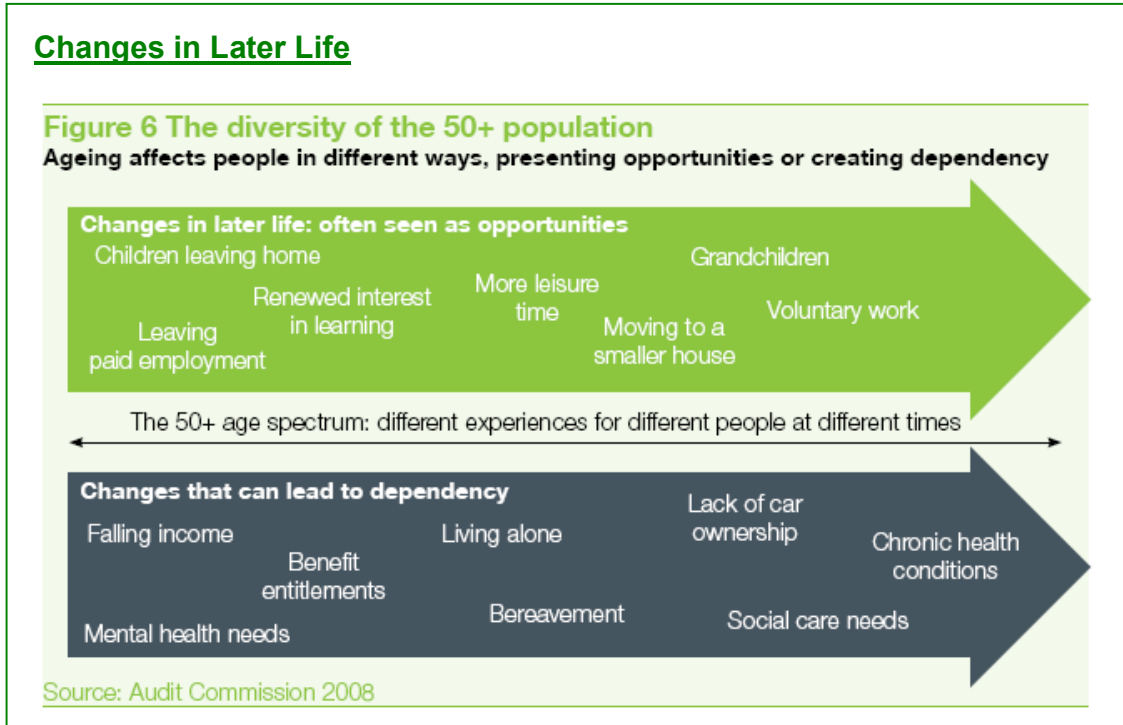 Changes in Later Life
Figure 6 The diversity of the 50+ population
Ageing affects people in different ways, presenting opportunities or creating dependency
Changes in later life: often seen as opportunities
Children leaving home
Grandchildren
Renewed interest
in learning
More leisure
time
Voluntary work
Leaving
paid employment
Moving to a
smaller house
The 50+ age spectrum: different experiences for different people at different times
Changes that can lead to dependency
Falling income
Living alone
Lack of car
ownership
Chronic health
conditions
Benefit
entitlements
Bereavement
Social care needs
Mental health needs
Source: Audit Commission 2008